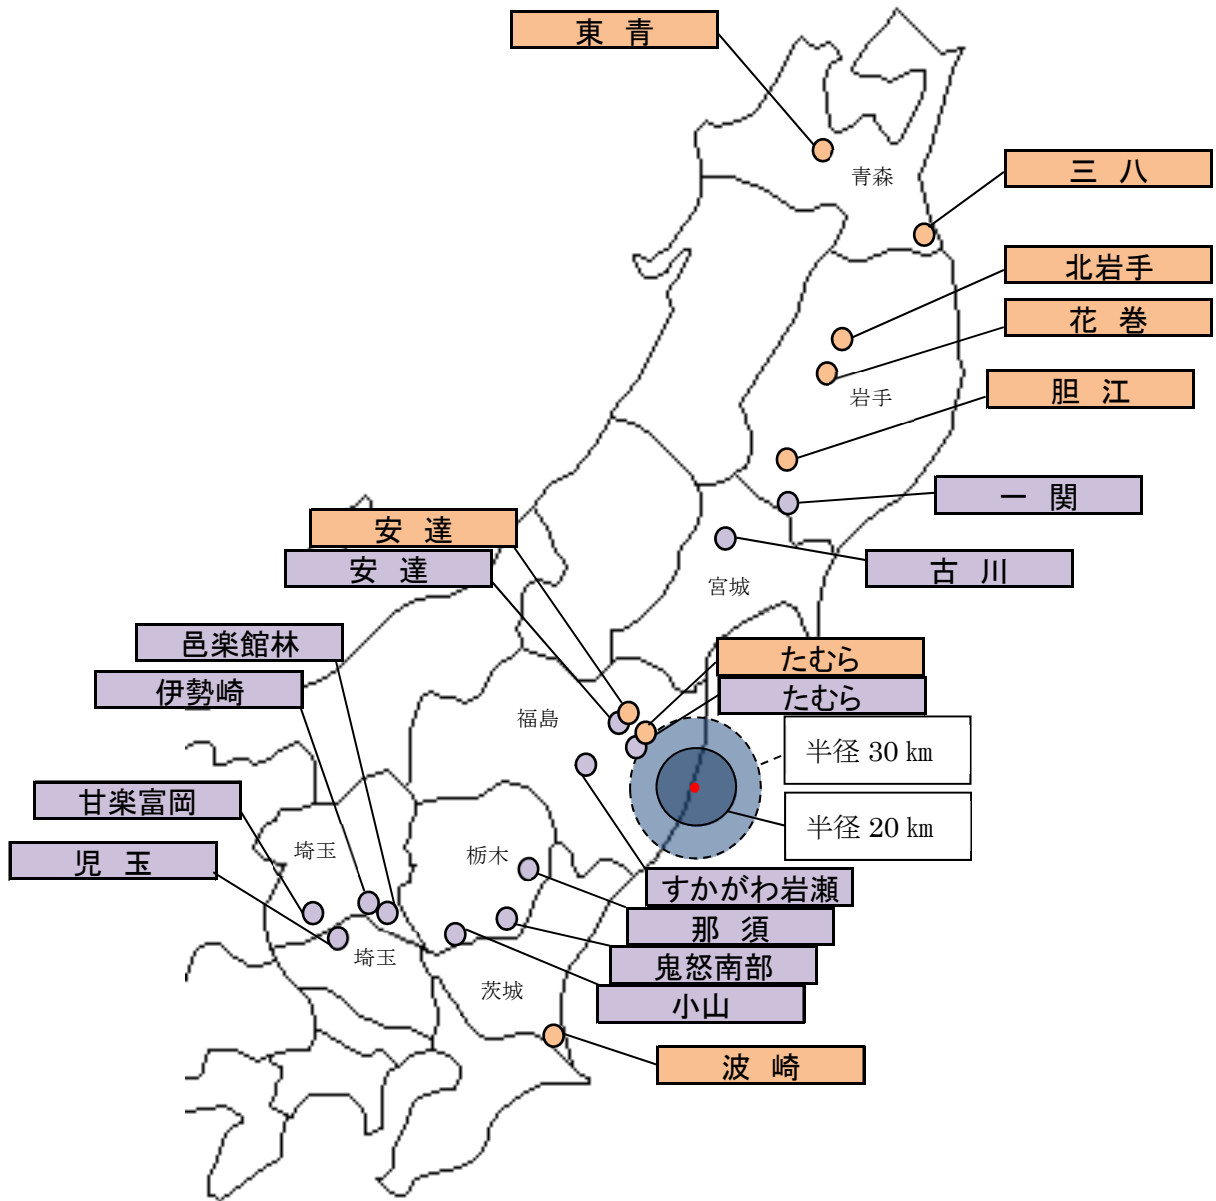 東 青
青森
三 八
北岩手
花 巻
岩手
胆 江
一 関
安 達
古 川
安 達
宮城
邑楽館林
たむら
伊勢崎
たむら
福島
半径 30 ㎞
甘楽富岡
半径 20 ㎞
埼玉
栃木
児 玉
すかがわ岩瀬
那 須
埼玉
鬼怒南部
茨城
小山
波 崎